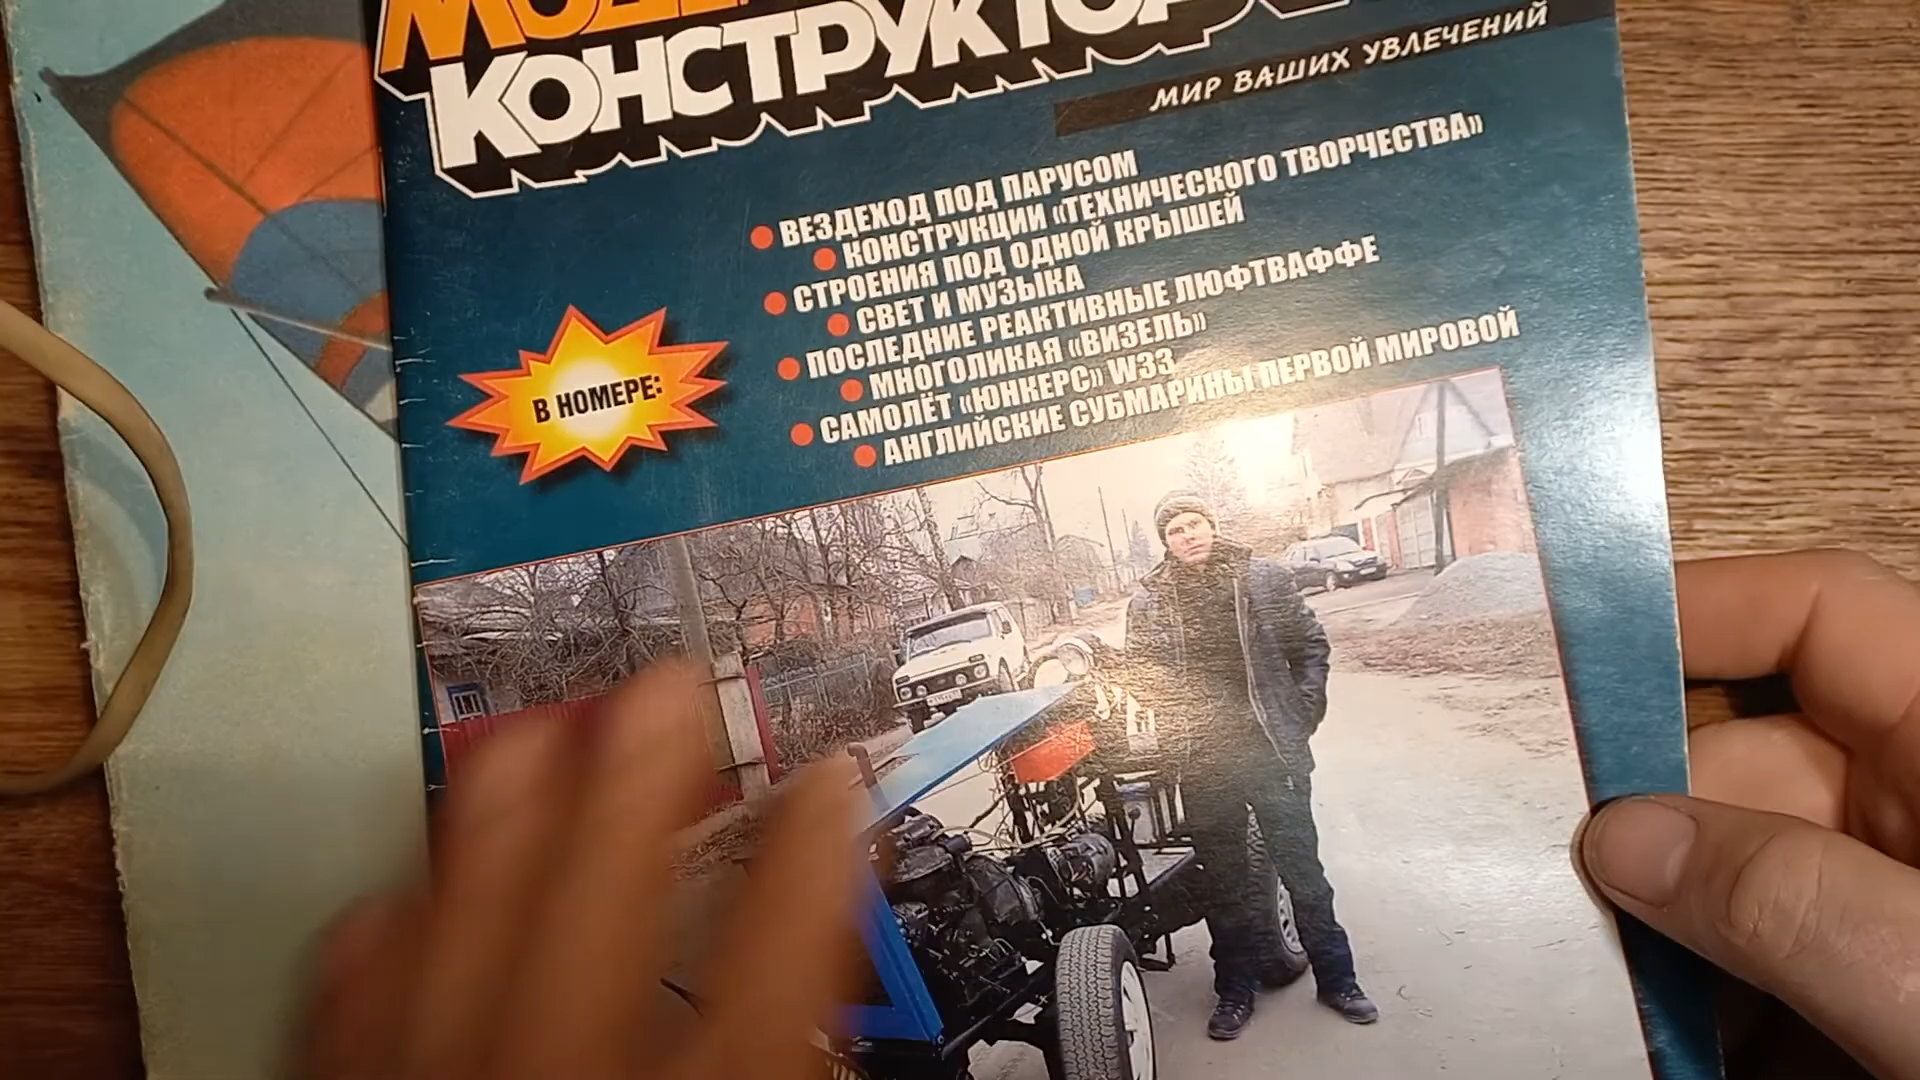 КОНСТРУКТОР
МИР ВАШИХ УВЛЕЧЕНИЙ
ВЕЗДЕХОД ПОД ПАРУСОМ
КОНСТРУКЦИИ «ТЕХНИЧЕСКОГО ТВОРЧЕСТВА»
СТРОЕНИЯ ПОД ОДНОЙ КРЫШЕЙ
СВЕТ И МУЗЫКА
ПОСЛЕДНИЕ РЕАКТИВНЫЕ ЛЮФТВАФФЕ
МНОГОЛИКАЯ «ВИЗЕЛЬ»
САМОЛЁТ «ЮНКЕРС» W33
АНГЛИЙСКИЕ СУБМАРИНЫ ПЕРВОЙ МИРОВОЙ
В НОМЕРЕ: